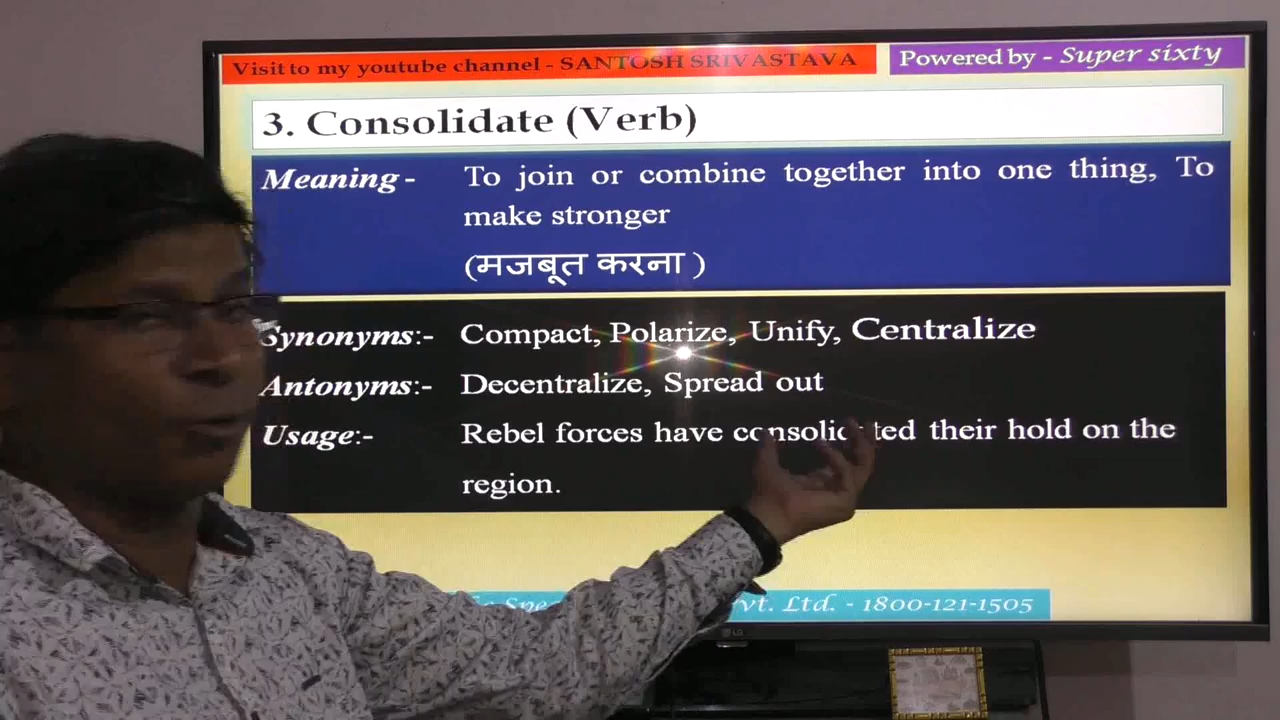 Visit to my youtube channel - SANTOSH SRIVASTAVA
Powered by - Super sixty
3. Consolidate (Verb)
Meaning - To join or combine together into one thing, To
make stronger
(मजबूत करना )
Synonyms:- Compact, Polarize, Unify, Centralize
Antonyms:- Decentralize, Spread out
Usage:- Rebel forces have consolidated their hold on the
region.
Ltd. - 1800-121-1505
LG